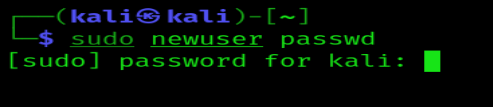 ┌──(kali㉿kali)-[~]
└─$ sudo newuser passwd
[sudo] password for kali: